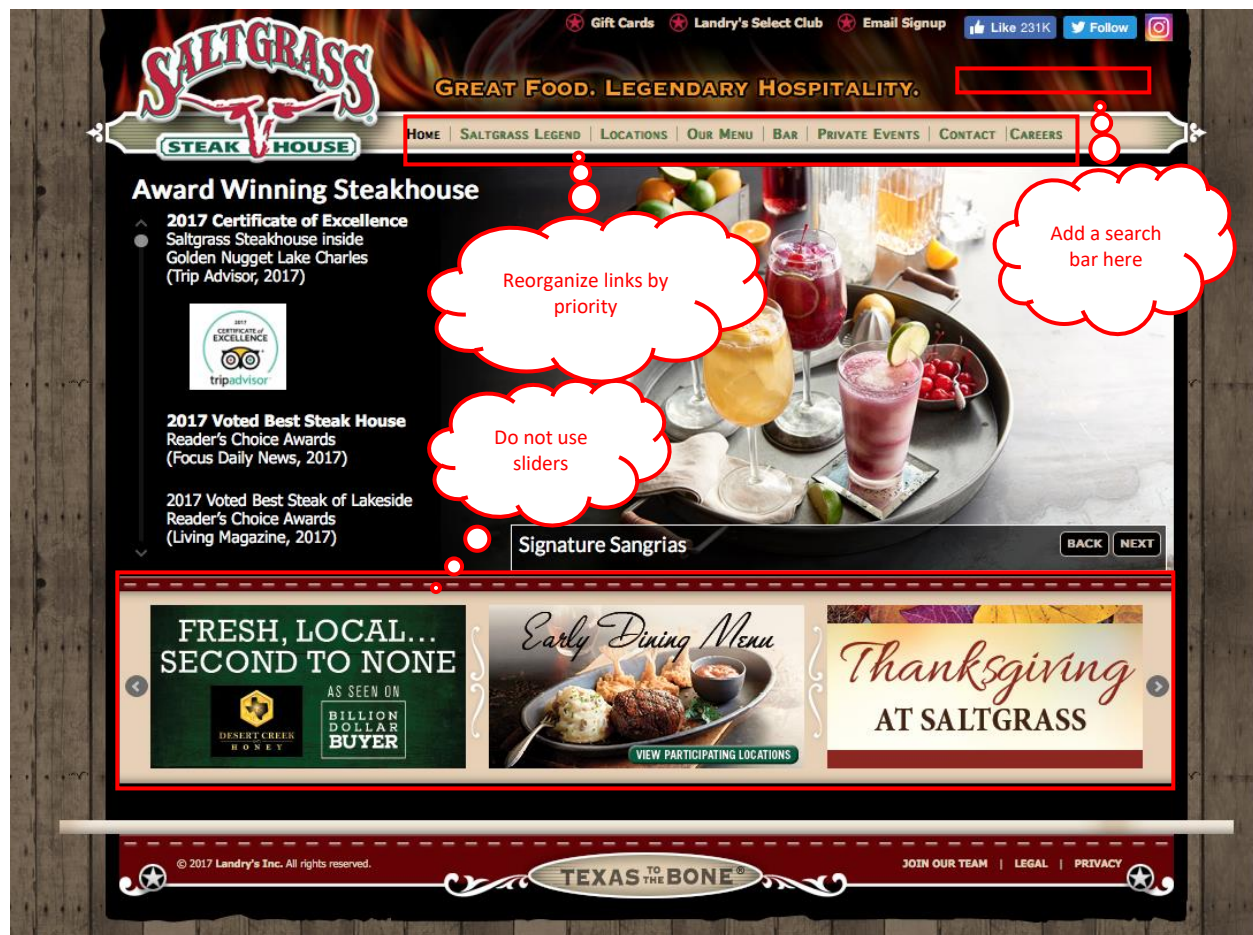 SALTGRASS
STEAK HOUSE
Gift Cards
Landry's Select Club
Email Signup
Like 231K
Follow
GREAT FOOD. LEGENDARY HOSPITALITY.
HOME | SALTGRASS LEGEND | LOCATIONS | OUR MENU | BAR | PRIVATE EVENTS | CONTACT | CAREERS
Award Winning Steakhouse
2017 Certificate of Excellence
Saltgrass Steakhouse inside
Golden Nugget Lake Charles
(Trip Advisor, 2017)
2017
CERTIFICATE of
EXCELLENCE
tripadvisor
2017 Voted Best Steak House
Reader's Choice Awards
(Focus Daily News, 2017)
2017 Voted Best Steak of Lakeside
Reader's Choice Awards
(Living Magazine, 2017)
Reorganize links by
priority
Add a search
bar here
Do not use
sliders
Signature Sangrias
BACK
NEXT
FRESH, LOCAL...
SECOND TO NONE
DESERT CREEK
HONEY
AS SEEN ON
BILLION
DOLLAR
BUYER
Early Dining Menu
VIEW PARTICIPATING LOCATIONS
Thanksgiving
AT SALTGRASS
© 2017 Landry's Inc. All rights reserved.
TEXAS TO THE BONE®
JOIN OUR TEAM | LEGAL | PRIVACY